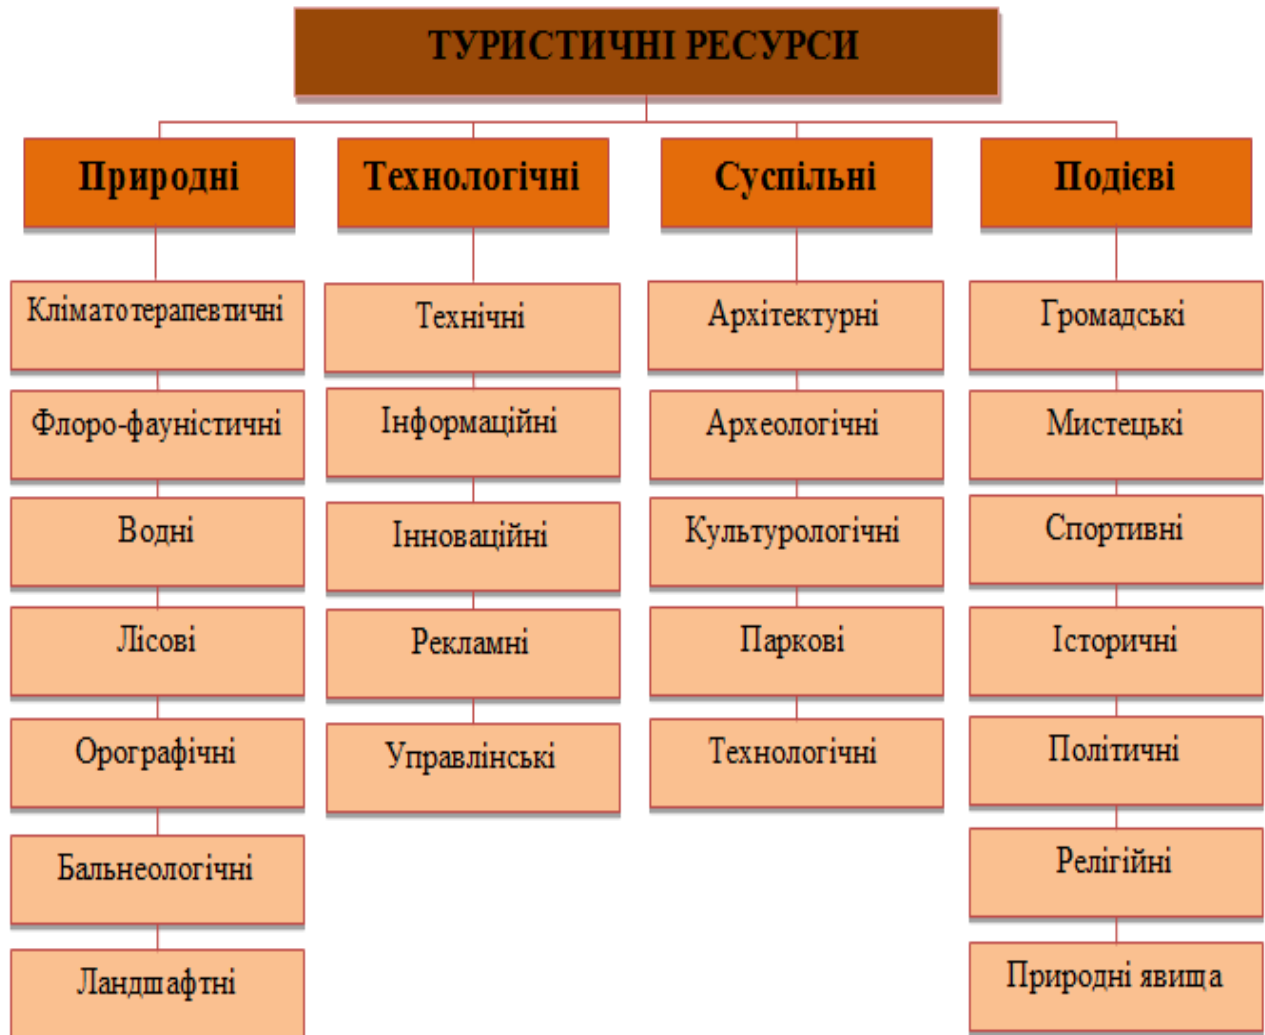 ТУРИСТИЧНІ РЕСУРСИ
Природні
Кліматотерапевтичні
Флоро-фауністичні
Водні
Лісові
Орографічні
Бальнеологічні
Ландшафтні
Технологічні
Технічні
Інформаційні
Інноваційні
Рекламні
Управлінські
Суспільні
Архітектурні
Археологічні
Культурологічні
Паркові
Технологічні
Подієві
Громадські
Мистецькі
Спортивні
Історичні
Політичні
Релігійні
Природні явища